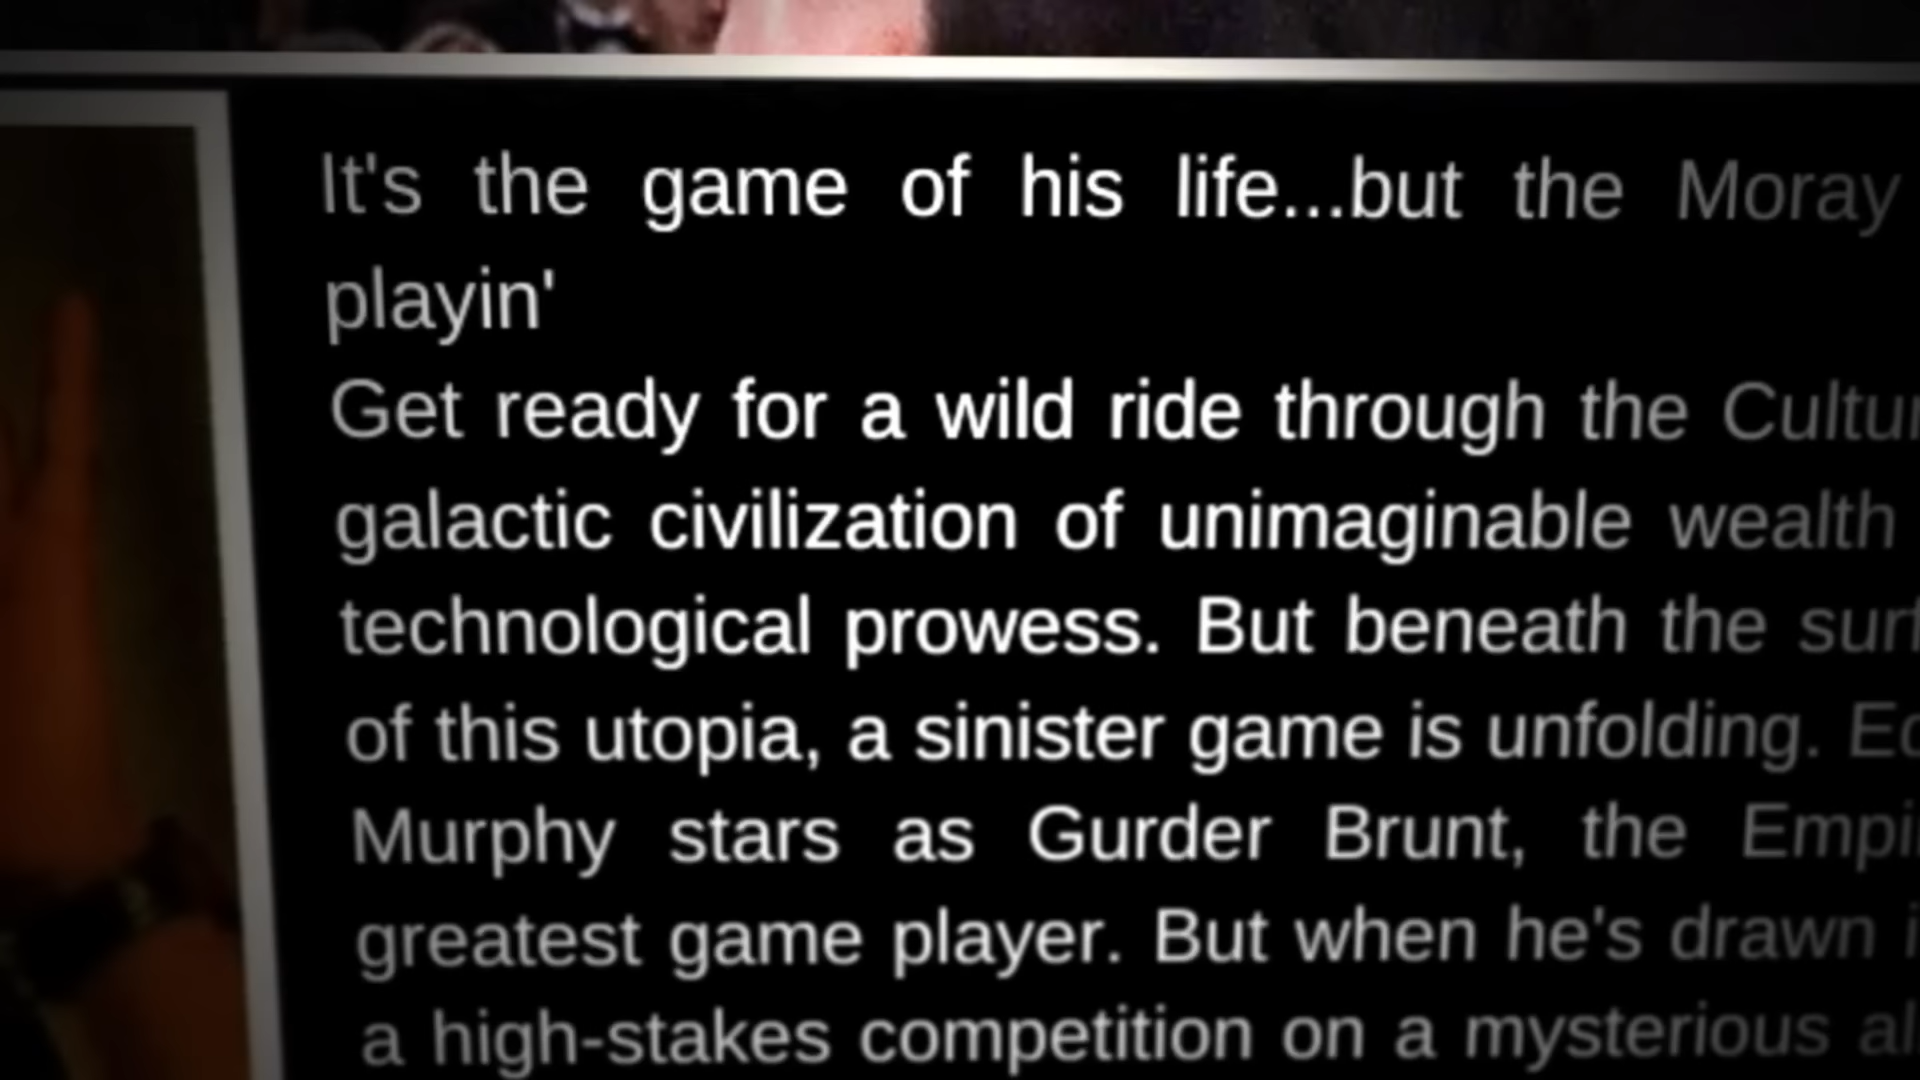 It's the game of his life...but the Moray
playin'
Get ready for a wild ride through the
galactic civilization of unimaginable wealth
technological prowess. But beneath the
of this utopia, a sinister game is unfolding.
Murphy stars as Gurder Brunt, the
greatest game player. But when he's drawn
a high-stakes competition on a mysterious